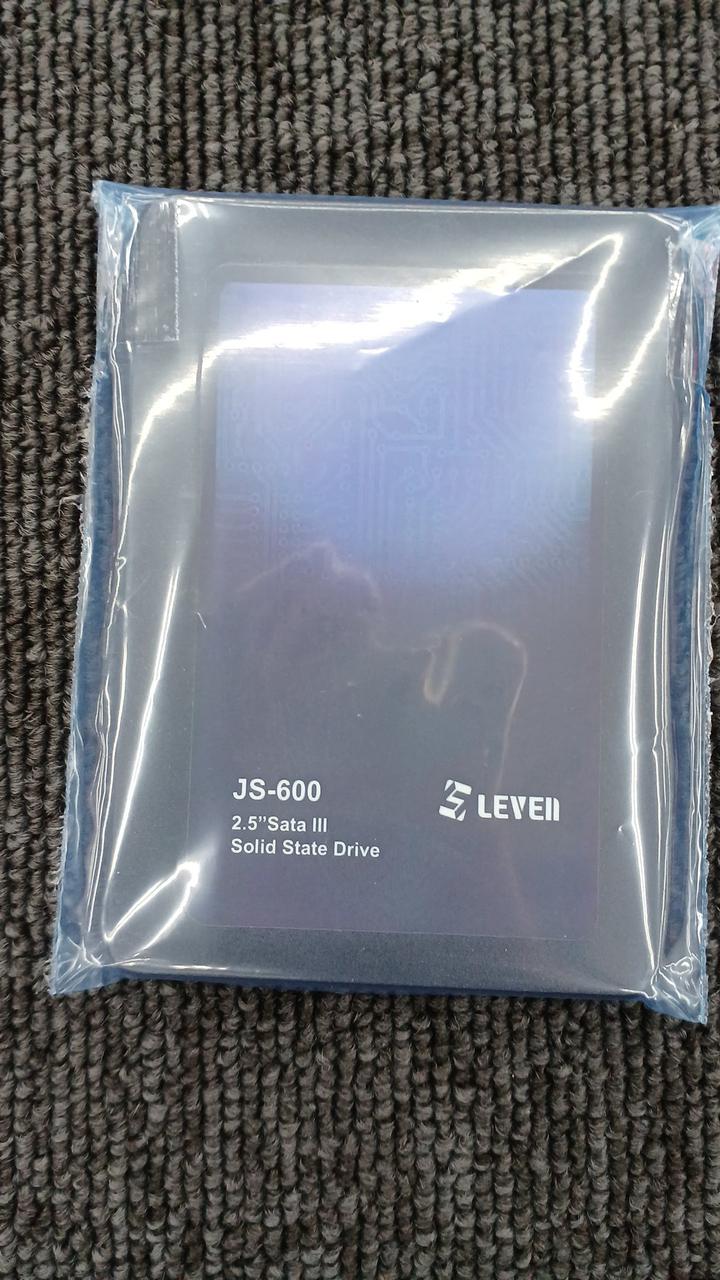 JS-600
2.5”Sata III
Solid State Drive
LEVEN